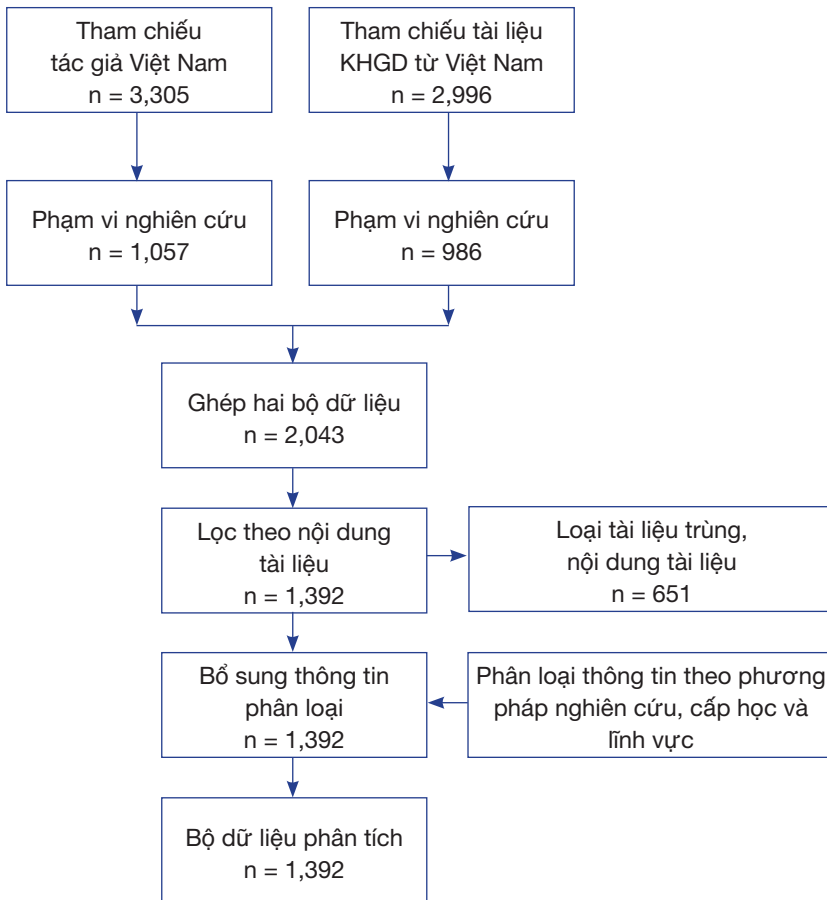 Tham chiếu
tác giả Việt Nam
n = 3,305
Tham chiếu tài liệu
KHGD từ Việt Nam
n = 2,996
Phạm vi nghiên cứu
n = 1,057
Phạm vi nghiên cứu
n = 986
Ghép hai bộ dữ liệu
n = 2,043
Lọc theo nội dung
tài liệu
n = 1,392
Loại tài liệu trùng,
nội dung tài liệu
n = 651
Bổ sung thông tin
phân loại
n = 1,392
Phân loại thông tin theo phương
pháp nghiên cứu, cấp học và
lĩnh vực
Bộ dữ liệu phân tích
n = 1,392